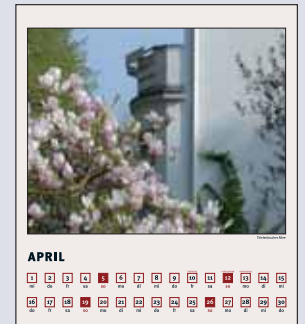 APRIL
1 2 3 4 5 6 7 8 9 10 11 12 13 14 15
mi do fr sa so mo di mi do fr sa so mo di mi
16 17 18 19 20 21 22 23 24 25 26 27 28 29 30
do fr sa so mo di mi do fr sa so mo di mi do